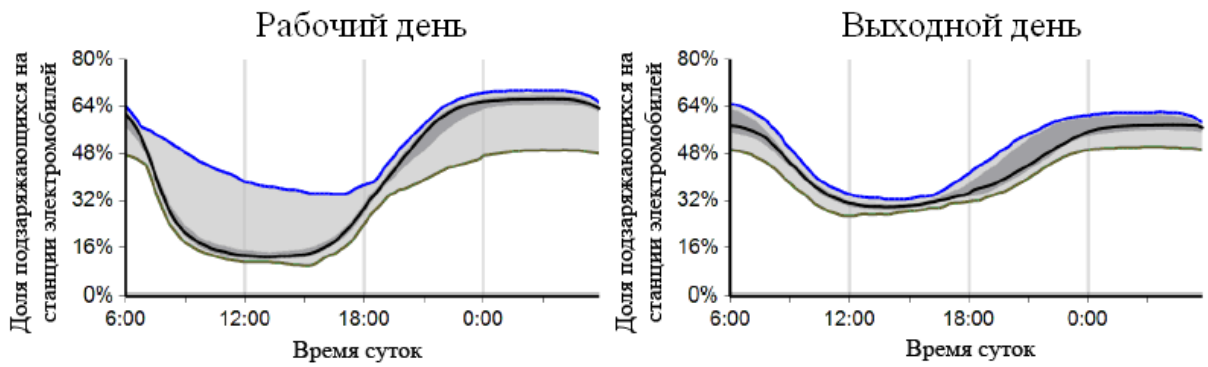 Рабочий день
Доля подзаряжающихся на
станции электромобилей
80%
64%
48%
32%
16%
0%
6:00
12:00
18:00
0:00
Время суток
Выходной день
Доля подзаряжающихся на
станции электромобилей
80%
64%
48%
32%
16%
0%
6:00
12:00
18:00
0:00
Время суток